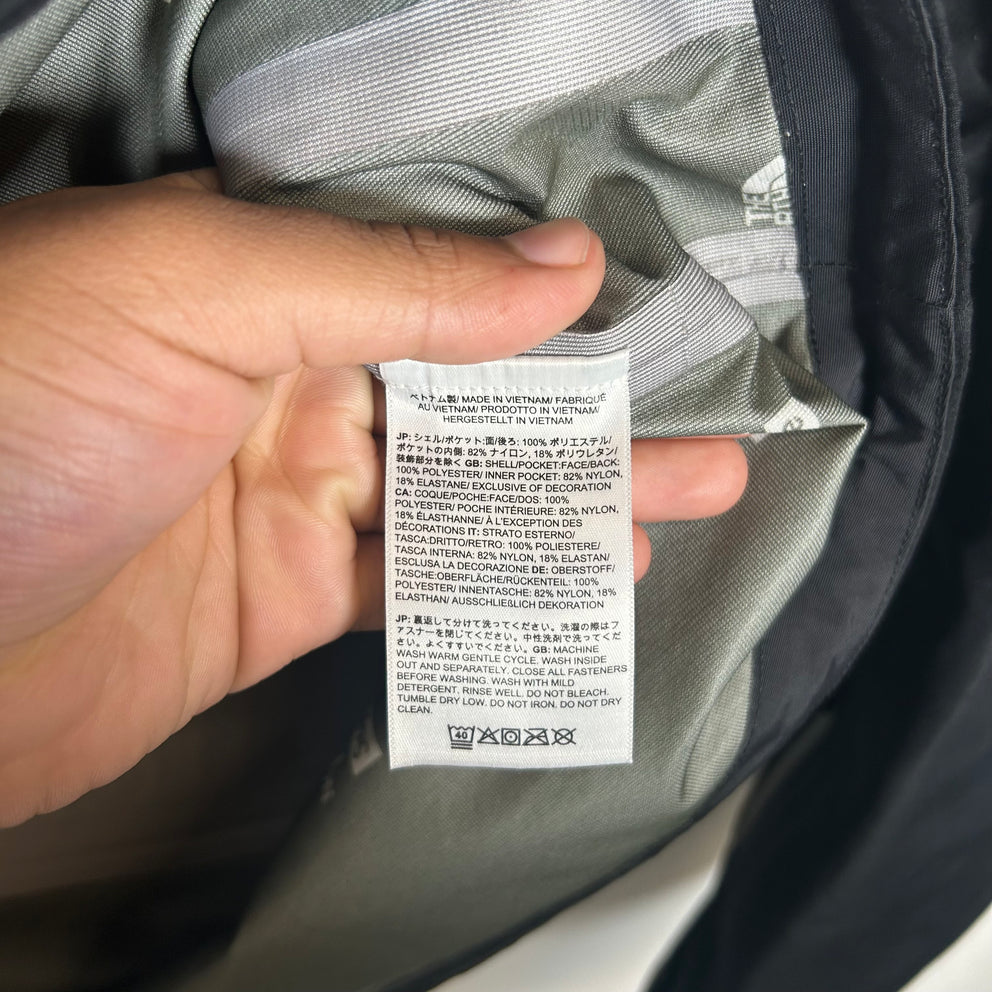 THE
ベトナム製/ MADE IN VIETNAM/ FABRIQUÉ
AU VIETNAM/ PRODOTTO IN VIETNAM/
HERGESTELLT IN VIETNAM
JP: シェル/ポケット:面/後ろ: 100% ポリエステル/
ポケットの内側: 82% ナイロン, 18% ポリウレタン/
装飾部分を除く GB: SHELL/POCKET:FACE/BACK:
100% POLYESTER/ INNER POCKET: 82% NYLON,
18% ELASTANE/ EXCLUSIVE OF DECORATION
CA: COQUE/POCHE:FACE/DOS: 100%
POLYESTER/ POCHE INTÉRIEURE: 82% NYLON,
18% ÉLASTHANNE/ À L'EXCEPTION DES
DÉCORATIONS IT: STRATO ESTERNO/
TASCA:DRITTO/RETRO: 100% POLIESTERE/
TASCA INTERNA: 82% NYLON, 18% ELASTAN/
ESCLUSA LA DECORAZIONE DE: OBERSTOFF/
TASCHE:OBERFLÄCHE/RÜCKENTEIL: 100%
POLYESTER/ INNENTASCHE: 82% NYLON, 18%
ELASTHAN/ AUSSCHLIEßLICH DEKORATION
JP: 裏返して分けて洗ってください。洗濯の際はフ
ァスナーを閉じてください。中性洗剤で洗ってくだ
さい。よくすすいでください。GB: MACHINE
WASH WARM GENTLE CYCLE. WASH INSIDE
OUT AND SEPARATELY. CLOSE ALL FASTENERS
BEFORE WASHING. WASH WITH MILD
DETERGENT. RINSE WELL. DO NOT BLEACH.
TUMBLE DRY LOW. DO NOT IRON. DO NOT DRY
CLEAN.
40